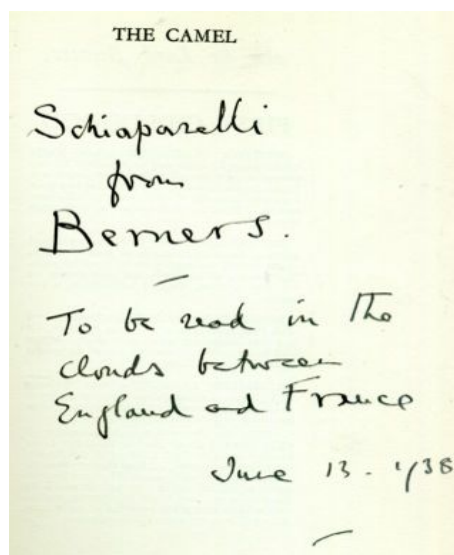 THE CAMEL
Schiaparelli
from
Berners.
To be read in the
clouds between
England and France
June 13 - 1938